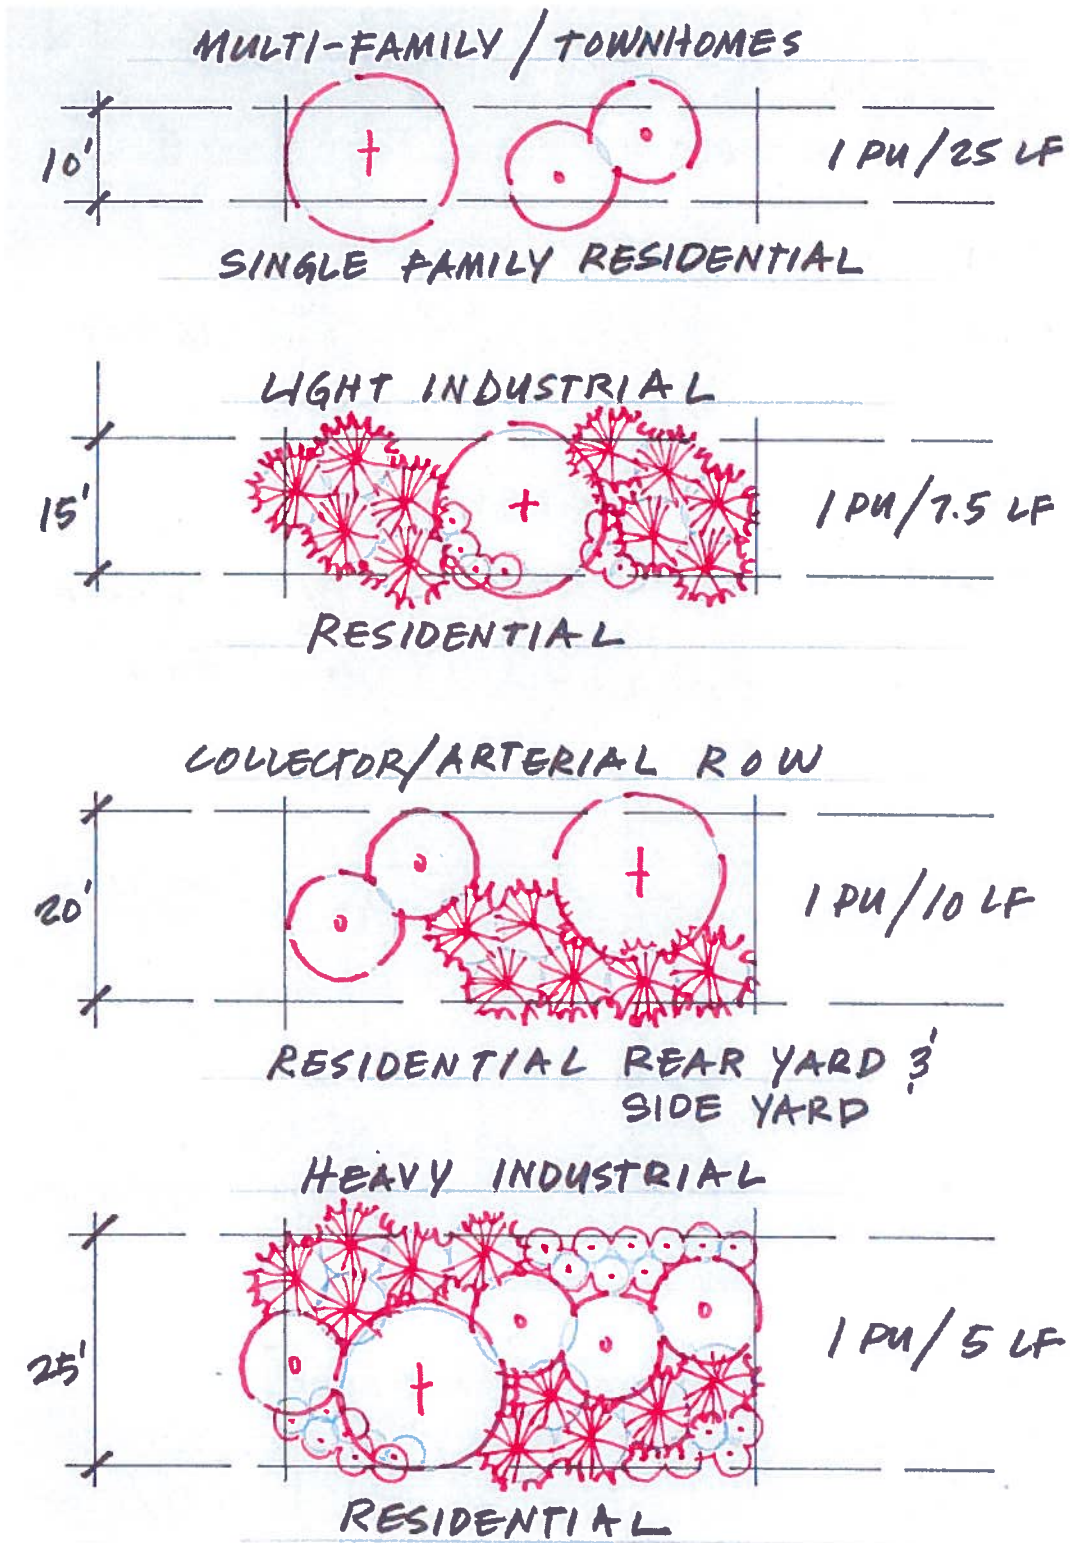 MULTI-FAMILY / TOWNHOMES
10'
1 PU/25 LF
SINGLE FAMILY RESIDENTIAL
LIGHT INDUSTRIAL
15'
1 PU/7.5 LF
RESIDENTIAL
COLLECTOR/ARTERIAL ROW
20'
1 PU/10 LF
RESIDENTIAL REAR YARD &
SIDE YARD
HEAVY INDUSTRIAL
25'
1 PU/5 LF
RESIDENTIAL